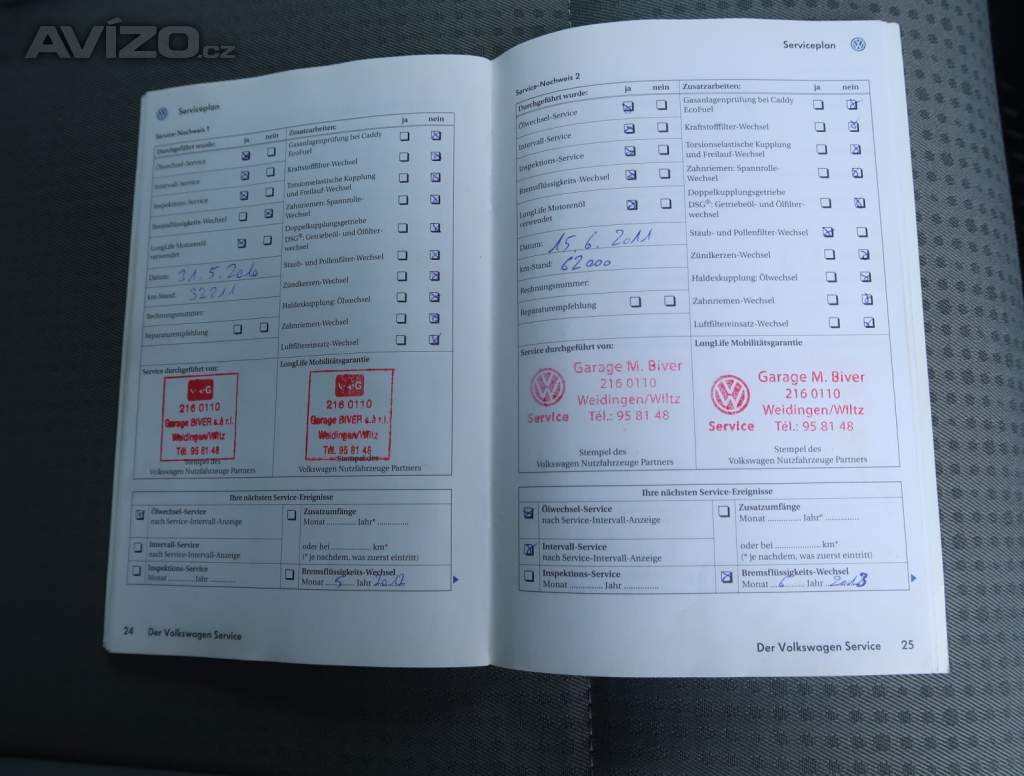 AVÍZO.cz
Serviceplan
Service-Nachweis 1
Durchgeführt wurde: ja nein
Ölwechsel-Service
Intervall-Service
Inspektions-Service
Bremsflüssigkeits-Wechsel
LongLife Motorenöl
verwendet
Datum: 31.5.2010
km-Stand: 32211
Rechnungsnummer:
Reparaturempfehlung
Zusatzarbeiten: ja nein
Gasanlagenprüfung bei Caddy
EcoFuel
Kraftstofffilter-Wechsel
Torsionselastische Kupplung
und Freilauf-Wechsel
Zahnriemen: Spannrolle-
Wechsel
Doppelkupplungsgetriebe
DSG®: Getriebeöl- und Ölfilter-
wechsel
Staub- und Pollenfilter-Wechsel
Zündkerzen-Wechsel
Haldexkupplung: Ölwechsel
Zahnriemen-Wechsel
Luftfiltereinsatz-Wechsel
Service durchgeführt von:
216 0110
Garage BIVER s.à r.l.
Weidingen/Wiltz
Tél. 95 81 48
Stempel des
Volkswagen Nutzfahrzeuge Partners
LongLife Mobilitätsgarantie
216 0110
Garage BIVER s.à r.l.
Weidingen/Wiltz
Tél. 95 81 48
Stempel des
Volkswagen Nutzfahrzeuge Partners
Ihre nächsten Service-Ereignisse
Ölwechsel-Service
nach Service-Intervall-Anzeige
Intervall-Service
nach Service-Intervall-Anzeige
Inspektions-Service
Monat .............. Jahr ..............
Zusatzumfänge
Monat .............. Jahr* ..............
oder bei .................. km*
(* je nachdem, was zuerst eintritt)
Bremsflüssigkeits-Wechsel
Monat 5 Jahr 2012
24 Der Volkswagen Service
Serviceplan
Service-Nachweis 2
Durchgeführt wurde: ja nein
Ölwechsel-Service
Intervall-Service
Inspektions-Service
Bremsflüssigkeits-Wechsel
LongLife Motorenöl
verwendet
Datum: 15.6.2011
km-Stand: 62000
Rechnungsnummer:
Reparaturempfehlung
Zusatzarbeiten: ja nein
Gasanlagenprüfung bei Caddy
EcoFuel
Kraftstofffilter-Wechsel
Torsionselastische Kupplung
und Freilauf-Wechsel
Zahnriemen: Spannrolle-
Wechsel
Doppelkupplungsgetriebe
DSG®: Getriebeöl- und Ölfilter-
wechsel
Staub- und Pollenfilter-Wechsel
Zündkerzen-Wechsel
Haldexkupplung: Ölwechsel
Zahnriemen-Wechsel
Luftfiltereinsatz-Wechsel
Service durchgeführt von:
Service
Garage M. Biver
216 0110
Weidingen/Wiltz
Tél.: 95 81 48
Stempel des
Volkswagen Nutzfahrzeuge Partners
LongLife Mobilitätsgarantie
Service
Garage M. Biver
216 0110
Weidingen/Wiltz
Tél.: 95 81 48
Stempel des
Volkswagen Nutzfahrzeuge Partners
Ihre nächsten Service-Ereignisse
Ölwechsel-Service
nach Service-Intervall-Anzeige
Intervall-Service
nach Service-Intervall-Anzeige
Inspektions-Service
Monat .............. Jahr ..............
Zusatzumfänge
Monat .............. Jahr* ..............
oder bei .................. km*
(* je nachdem, was zuerst eintritt)
Bremsflüssigkeits-Wechsel
Monat 6 Jahr 2013
Der Volkswagen Service 25